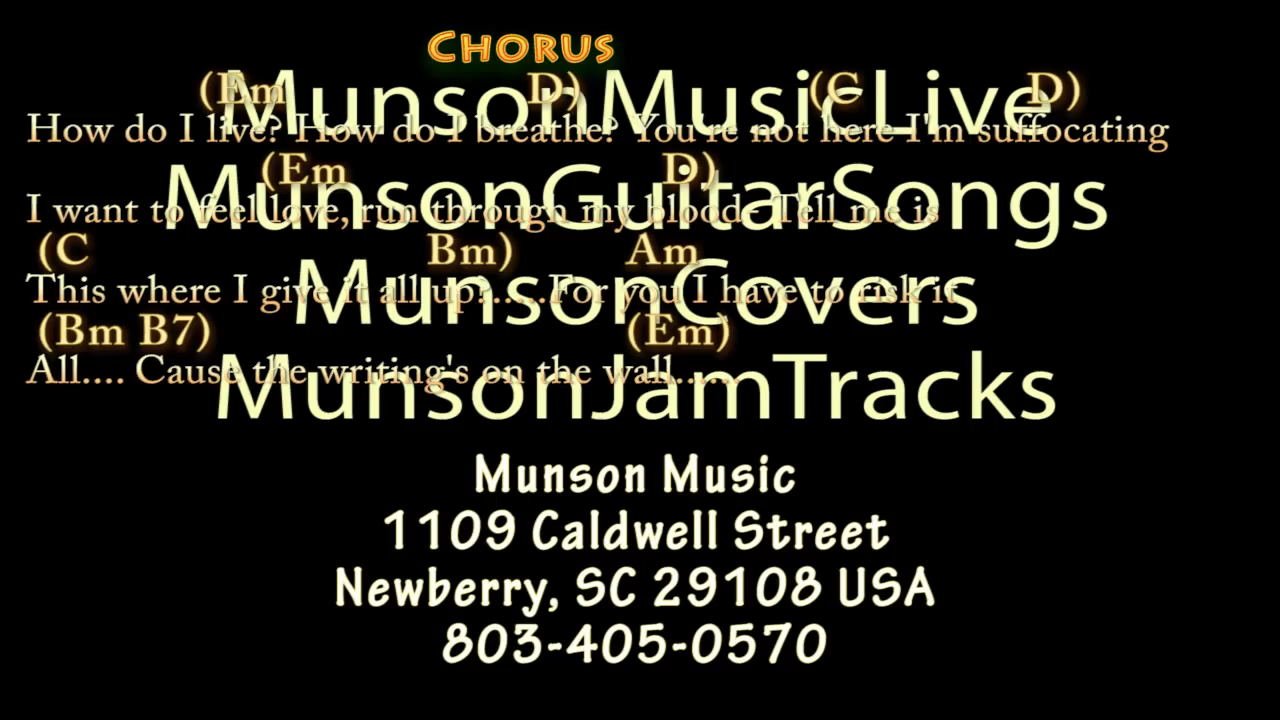 CHORUS
(Em D) (C D)
MunsonMusicLive
How do I live? How do I breathe? You're not here I'm suffocating
(Em D)
MunsonGuitarSongs
I want to feel love, run through my blood- Tell me is
(C Bm) Am
MunsonCovers
This where I give it all up?......For you I have to risk it
(Bm B7) (Em)
MunsonJamTracks
All.... Cause the writing's on the wall.......
Munson Music
1109 Caldwell Street
Newberry, SC 29108 USA
803-405-0570